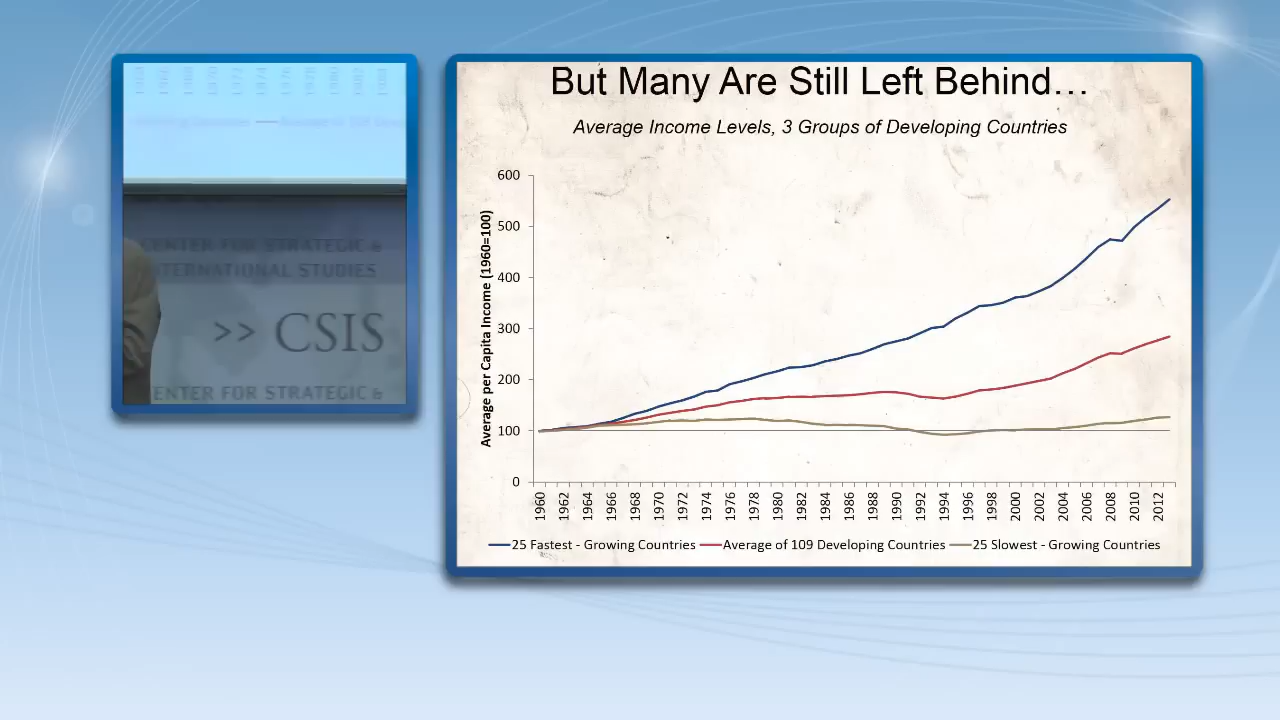 CENTER FOR STRATEGIC &
INTERNATIONAL STUDIES
>> CSIS
CENTER FOR STRATEGIC &
But Many Are Still Left Behind...
Average Income Levels, 3 Groups of Developing Countries
Average per Capita Income (1960=100)
600
500
400
300
200
100
0
1960 1962 1964 1966 1968 1970 1972 1974 1976 1978 1980 1982 1984 1986 1988 1990 1992 1994 1996 1998 2000 2002 2004 2006 2008 2010 2012
25 Fastest - Growing Countries Average of 109 Developing Countries 25 Slowest - Growing Countries